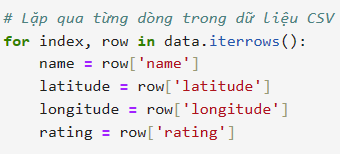 # Lặp qua từng dòng trong dữ liệu CSV
for index, row in data.iterrows():
    name = row['name']
    latitude = row['latitude']
    longitude = row['longitude']
    rating = row['rating']